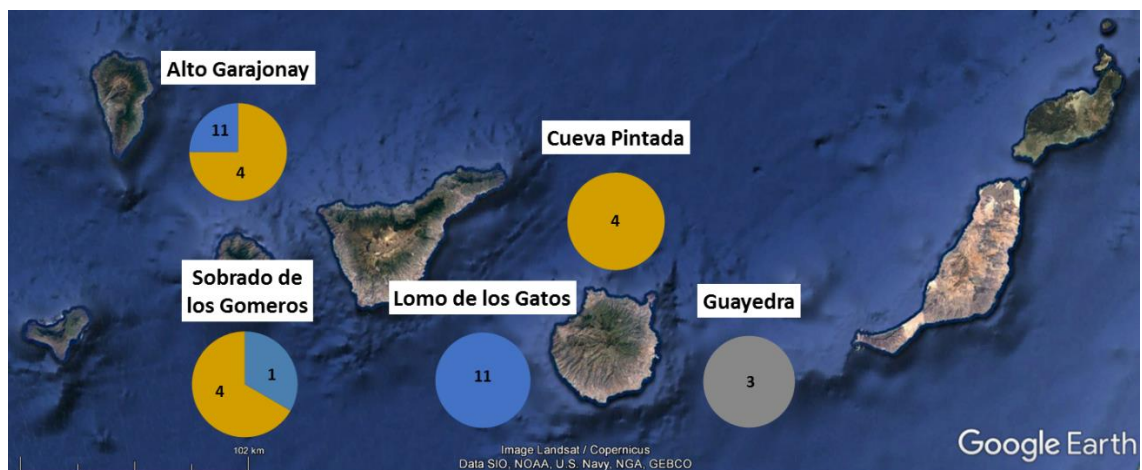 Alto Garajonay
11
4
Cueva Pintada
4
Sobrado de
los Gomeros
4
1
Lomo de los Gatos
11
Guayedra
3
102 km
Image Landsat / Copernicus
Data SIO, NOAA, U.S. Navy, NGA, GEBCO
Google Earth